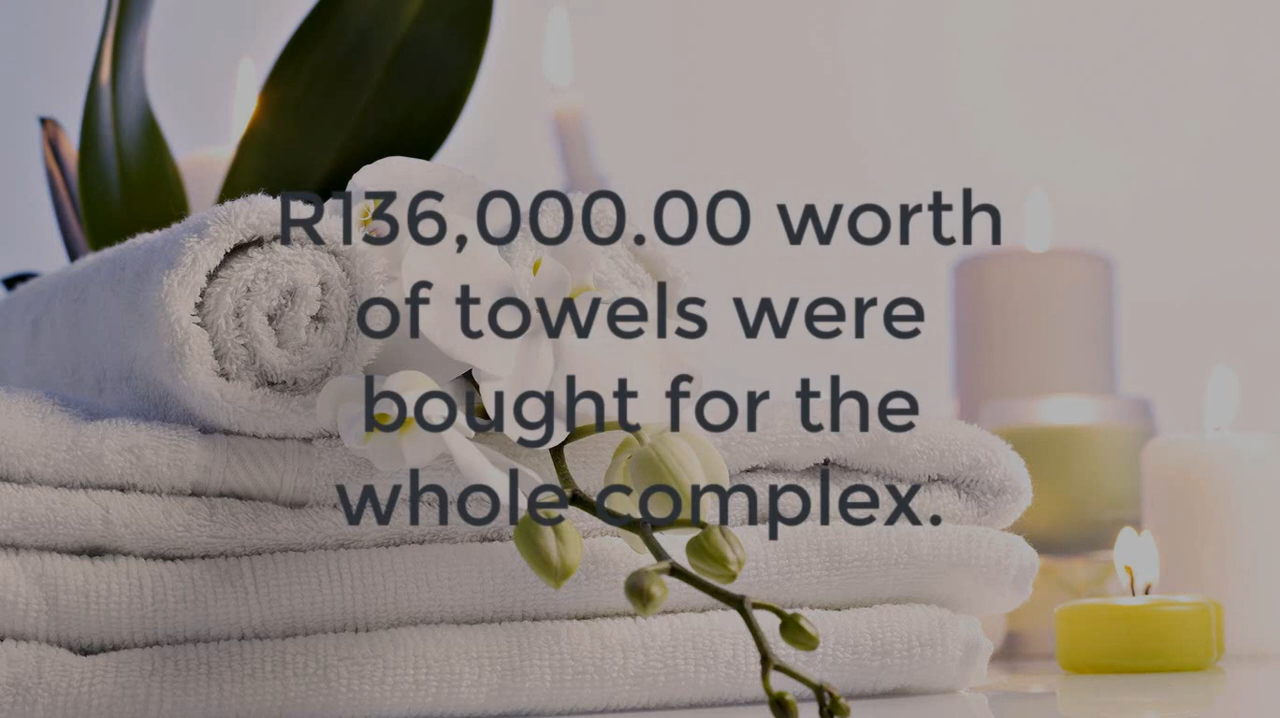 R136,000.00 worth
of towels were
bought for the
whole complex.